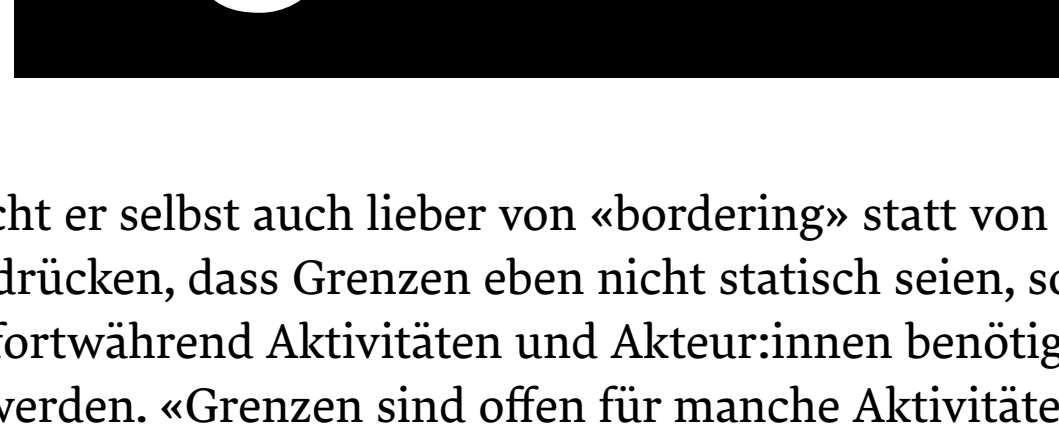 cht er selbst auch lieber von «bordering» statt von
drücken, dass Grenzen eben nicht statisch seien, so
fortwährend Aktivitäten und Akteur:innen benötig
werden. «Grenzen sind offen für manche Aktivitäte